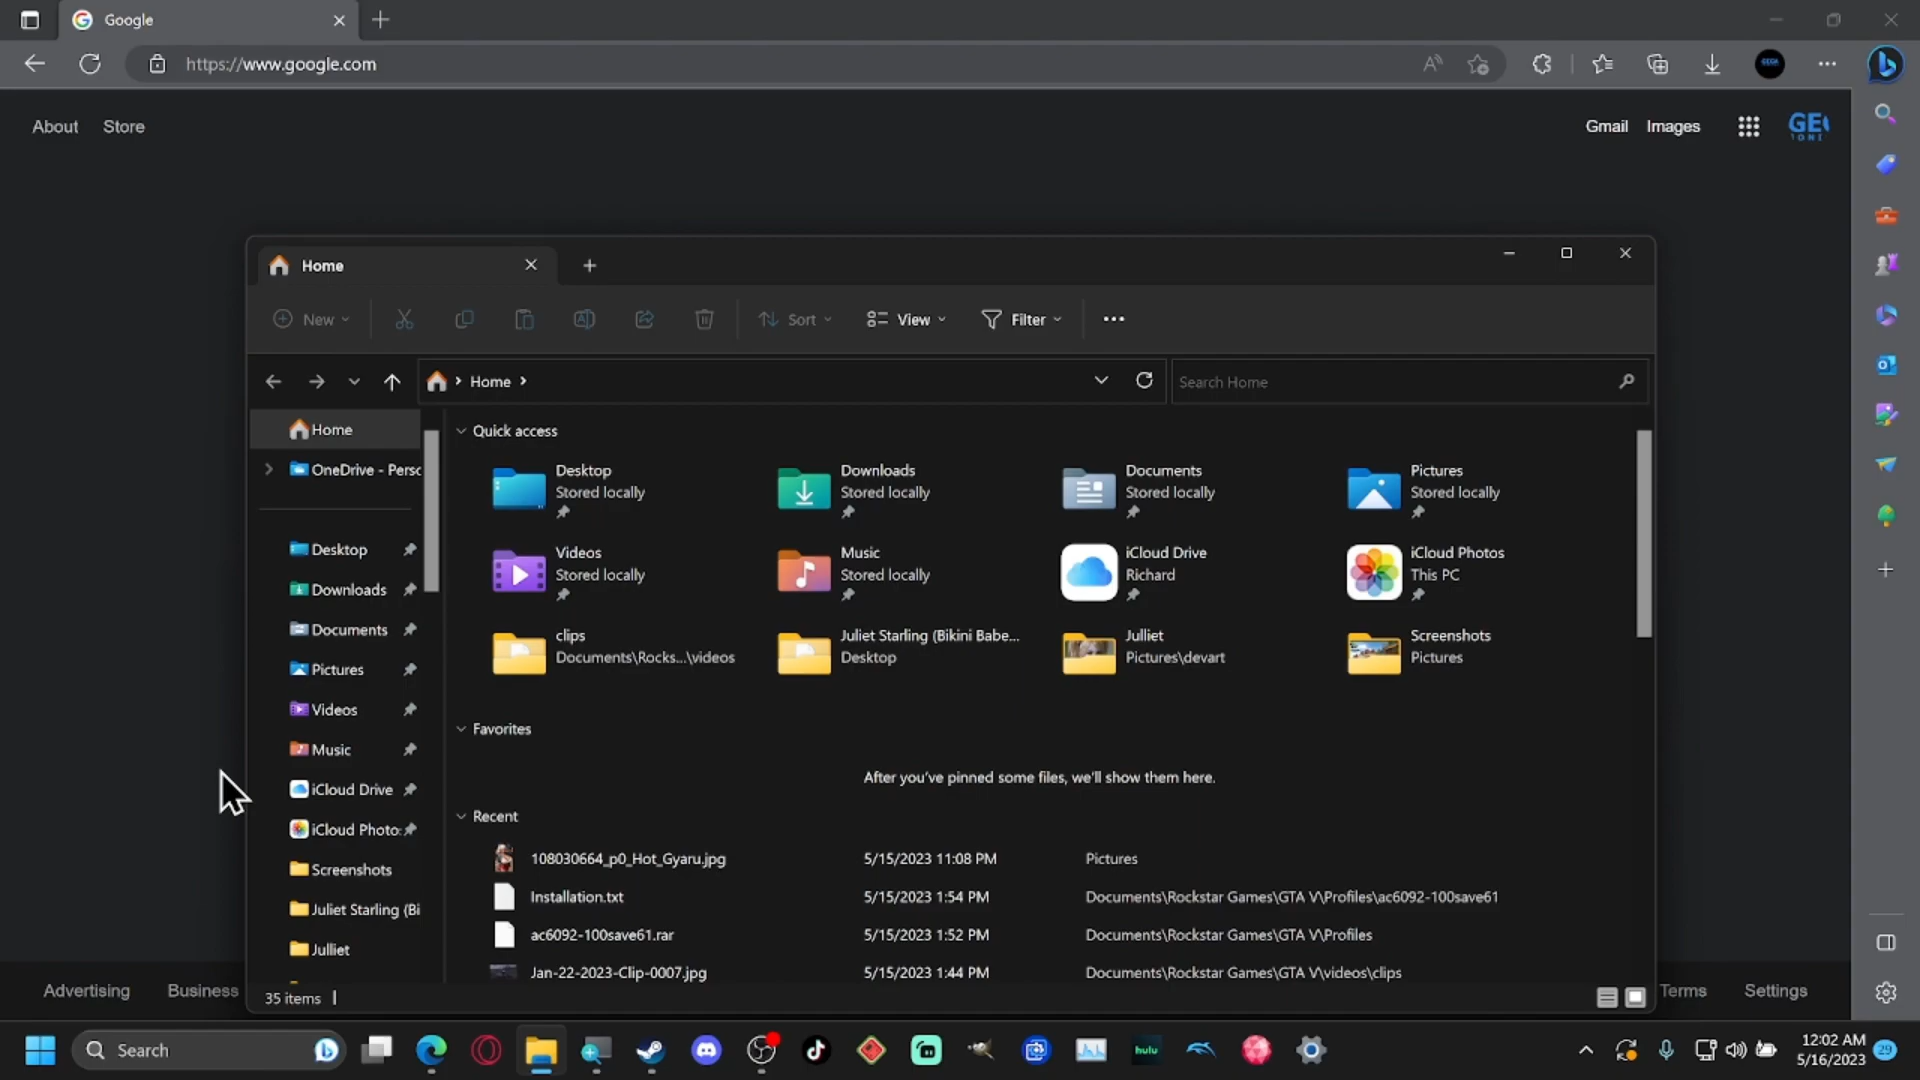 Google
https://www.google.com
About
Store
Gmail
Images
GE
Home
New
Sort
View
Filter
Home
Search Home
Home
OneDrive - Persc
Desktop
Downloads
Documents
Pictures
Videos
Music
iCloud Drive
iCloud Photo:
Screenshots
Juliet Starling (Bi
Julliet
Quick access
Desktop
Stored locally
Downloads
Stored locally
Documents
Stored locally
Pictures
Stored locally
Videos
Stored locally
Music
Stored locally
iCloud Drive
Richard
iCloud Photos
This PC
clips
Documents\Rocks...\videos
Juliet Starling (Bikini Babe...
Desktop
Julliet
Pictures\devart
Screenshots
Pictures
Favorites
After you've pinned some files, we'll show them here.
Recent
108030664_p0_Hot_Gyaru.jpg 5/15/2023 11:08 PM Pictures
Installation.txt 5/15/2023 1:54 PM Documents\Rockstar Games\GTA V\Profiles\ac6092-100save61
ac6092-100save61.rar 5/15/2023 1:52 PM Documents\Rockstar Games\GTA V\Profiles
Jan-22-2023-Clip-0007.jpg 5/15/2023 1:44 PM Documents\Rockstar Games\GTA V\videos\clips
35 items
Advertising
Business
Terms
Settings
Search
hulu
12:02 AM
5/16/2023
29